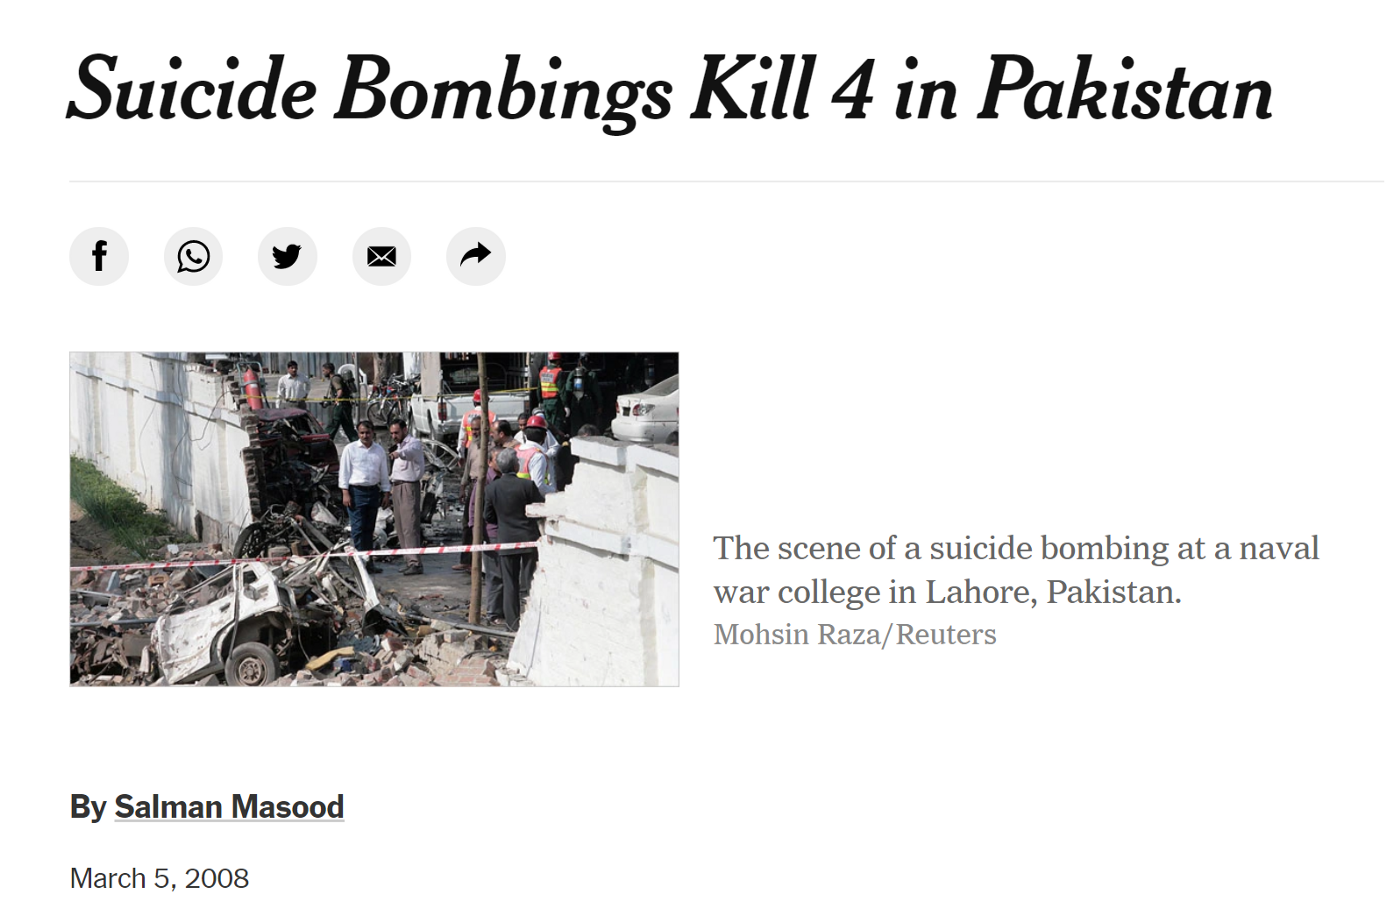 Suicide Bombings Kill 4 in Pakistan
The scene of a suicide bombing at a naval
war college in Lahore, Pakistan.
Mohsin Raza/Reuters
By Salman Masood
March 5, 2008